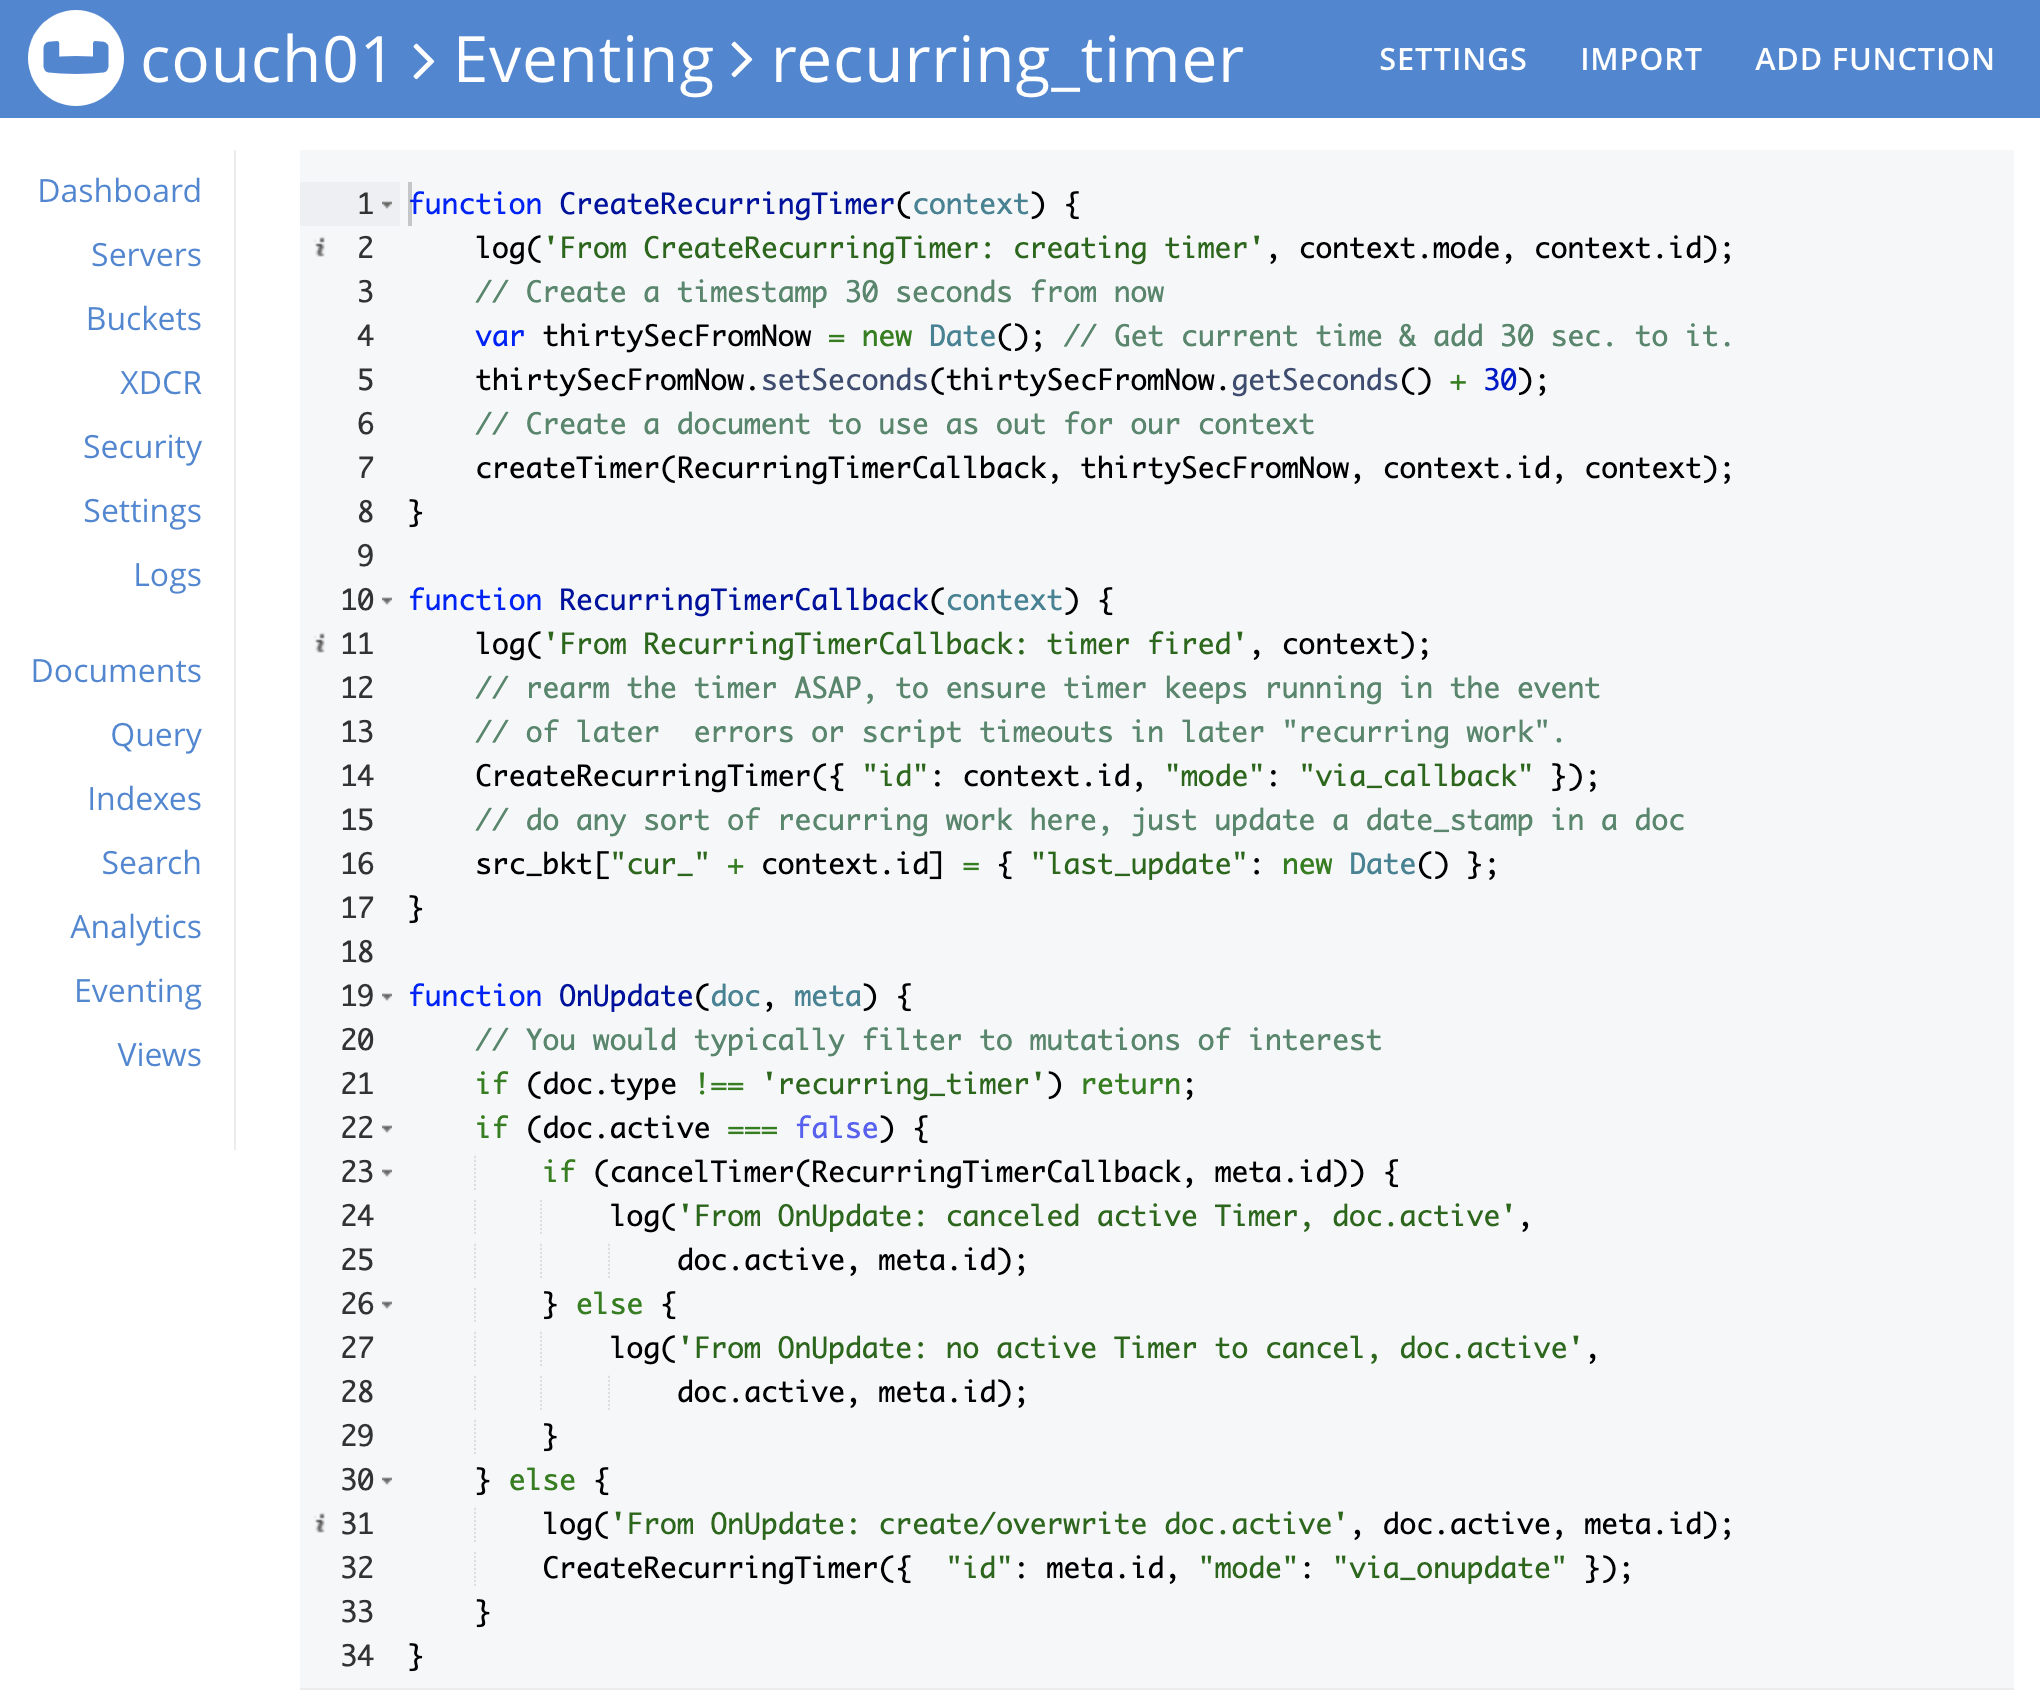 couch01 > Eventing > recurring_timer
SETTINGS IMPORT ADD FUNCTION
Dashboard
Servers
Buckets
XDCR
Security
Settings
Logs
Documents
Query
Indexes
Search
Analytics
Eventing
Views
1 function CreateRecurringTimer(context) {
i 2     log('From CreateRecurringTimer: creating timer', context.mode, context.id);
3     // Create a timestamp 30 seconds from now
4     var thirtySecFromNow = new Date(); // Get current time & add 30 sec. to it.
5     thirtySecFromNow.setSeconds(thirtySecFromNow.getSeconds() + 30);
6     // Create a document to use as out for our context
7     createTimer(RecurringTimerCallback, thirtySecFromNow, context.id, context);
8 }
9
10 function RecurringTimerCallback(context) {
i 11     log('From RecurringTimerCallback: timer fired', context);
12     // rearm the timer ASAP, to ensure timer keeps running in the event
13     // of later  errors or script timeouts in later "recurring work".
14     CreateRecurringTimer({ "id": context.id, "mode": "via_callback" });
15     // do any sort of recurring work here, just update a date_stamp in a doc
16     src_bkt["cur_" + context.id] = { "last_update": new Date() };
17 }
18
19 function OnUpdate(doc, meta) {
20     // You would typically filter to mutations of interest
21     if (doc.type !== 'recurring_timer') return;
22     if (doc.active === false) {
23         if (cancelTimer(RecurringTimerCallback, meta.id)) {
24             log('From OnUpdate: canceled active Timer, doc.active',
25                 doc.active, meta.id);
26         } else {
27             log('From OnUpdate: no active Timer to cancel, doc.active',
28                 doc.active, meta.id);
29         }
30     } else {
i 31         log('From OnUpdate: create/overwrite doc.active', doc.active, meta.id);
32         CreateRecurringTimer({  "id": meta.id, "mode": "via_onupdate" });
33     }
34 }